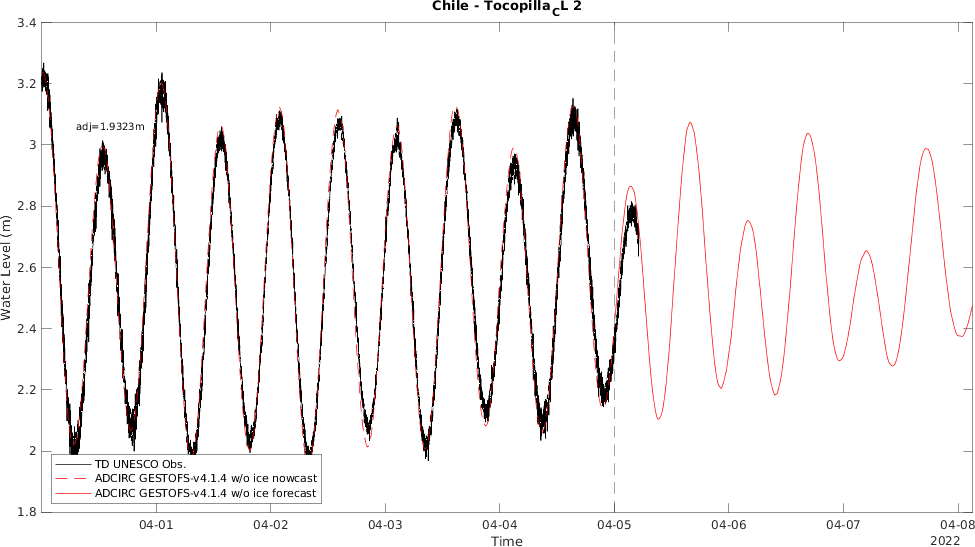 Chile - Tocopilla_CL 2
3.4
3.2
adj=1.9323m
3
2.8
2.6
2.4
2.2
2
1.8
Water Level (m)
TD UNESCO Obs.
ADCIRC GESTOFS-v4.1.4 w/o ice nowcast
ADCIRC GESTOFS-v4.1.4 w/o ice forecast
04-01 04-02 04-03 04-04 04-05 04-06 04-07 04-08
Time
2022